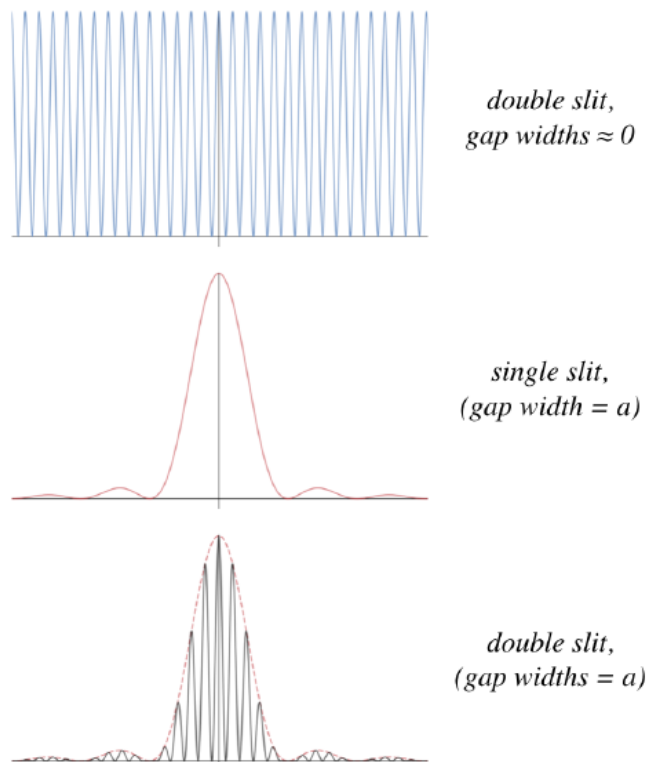 double slit,
gap widths ≈ 0
single slit,
(gap width = a)
double slit,
(gap widths = a)